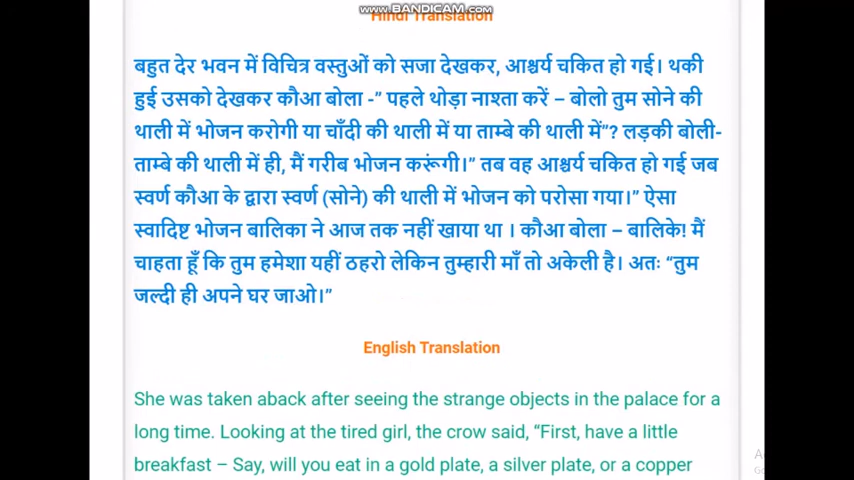 www.BANDICAM.com
Hindi Translation
बहुत देर भवन में विचित्र वस्तुओं को सजा देखकर, आश्चर्य चकित हो गई। थकी
हुई उसको देखकर कौआ बोला -” पहले थोड़ा नाश्ता करें – बोलो तुम सोने की
थाली में भोजन करोगी या चाँदी की थाली में या ताम्बे की थाली में”? लड़की बोली-
ताम्बे की थाली में ही, मैं गरीब भोजन करूंगी।” तब वह आश्चर्य चकित हो गई जब
स्वर्ण कौआ के द्वारा स्वर्ण (सोने) की थाली में भोजन को परोसा गया।” ऐसा
स्वादिष्ट भोजन बालिका ने आज तक नहीं खाया था । कौआ बोला – बालिके! मैं
चाहता हूँ कि तुम हमेशा यहीं ठहरो लेकिन तुम्हारी माँ तो अकेली है। अतः “तुम
जल्दी ही अपने घर जाओ।”
English Translation
She was taken aback after seeing the strange objects in the palace for a
long time. Looking at the tired girl, the crow said, “First, have a little
breakfast – Say, will you eat in a gold plate, a silver plate, or a copper